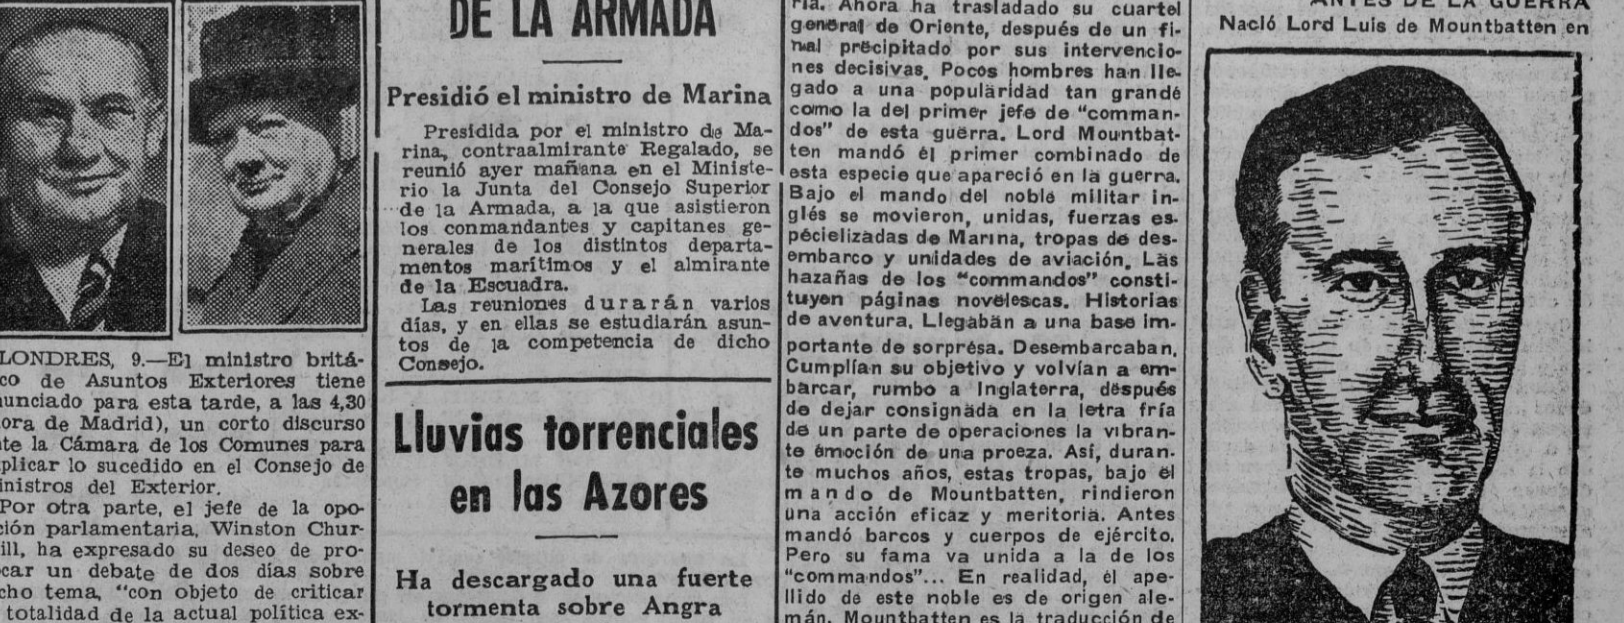 LONDRES, 9.—El ministro britá-
co de Asuntos Exteriores tiene
unciado para esta tarde, a las 4,30
ora de Madrid), un corto discurso
te la Cámara de los Comunes para
plicar lo sucedido en el Consejo de
inistros del Exterior.
Por otra parte, el jefe de la opo-
ción parlamentaria, Winston Chur-
ill, ha expresado su deseo de pro-
car un debate de dos días sobre
cho tema, "con objeto de criticar
totalidad de la actual política ex-
DE LA ARMADA
Presidió el ministro de Marina
Presidida por el ministro de Ma-
rina, contraalmirante Regalado, se
reunió ayer mañana en el Ministe-
rio la Junta del Consejo Superior
de la Armada, a la que asistieron
los conmandantes y capitanes ge-
nerales de los distintos departa-
mentos marítimos y el almirante
de la Escuadra.
Las reuniones durarán varios
días, y en ellas se estudiarán asun-
tos de la competencia de dicho
Consejo.
Lluvias torrenciales
en las Azores
Ha descargado una fuerte
tormenta sobre Angra
ria. Ahora ha trasladado su cuartel
general de Oriente, después de un fi-
nal precipitado por sus intervencio-
nes decisivas. Pocos hombres han lle-
gado a una popularidad tan grande
como la del primer jefe de "comman-
dos" de esta guerra. Lord Mountbat-
ten mandó el primer combinado de
esta especie que apareció en la guerra.
Bajo el mando del noble militar in-
glés se movieron, unidas, fuerzas es-
pecielizadas de Marina, tropas de des-
embarco y unidades de aviación. Las
hazañas de los "commandos" consti-
tuyen páginas novelescas. Historias
de aventura. Llegaban a una base im-
portante de sorpresa. Desembarcaban.
Cumplían su objetivo y volvían a em-
barcar, rumbo a Inglaterra, después
de dejar consignada en la letra fría
de un parte de operaciones la vibran-
te emoción de una proeza. Así, duran-
te muchos años, estas tropas, bajo el
mando de Mountbatten, rindieron
una acción eficaz y meritoria. Antes
mandó barcos y cuerpos de ejército.
Pero su fama va unida a la de los
"commandos"... En realidad, el ape-
llido de este noble es de origen ale-
mán. Mountbatten es la traducción de
ANTES DE LA GUERRA
Nació Lord Luis de Mountbatten en